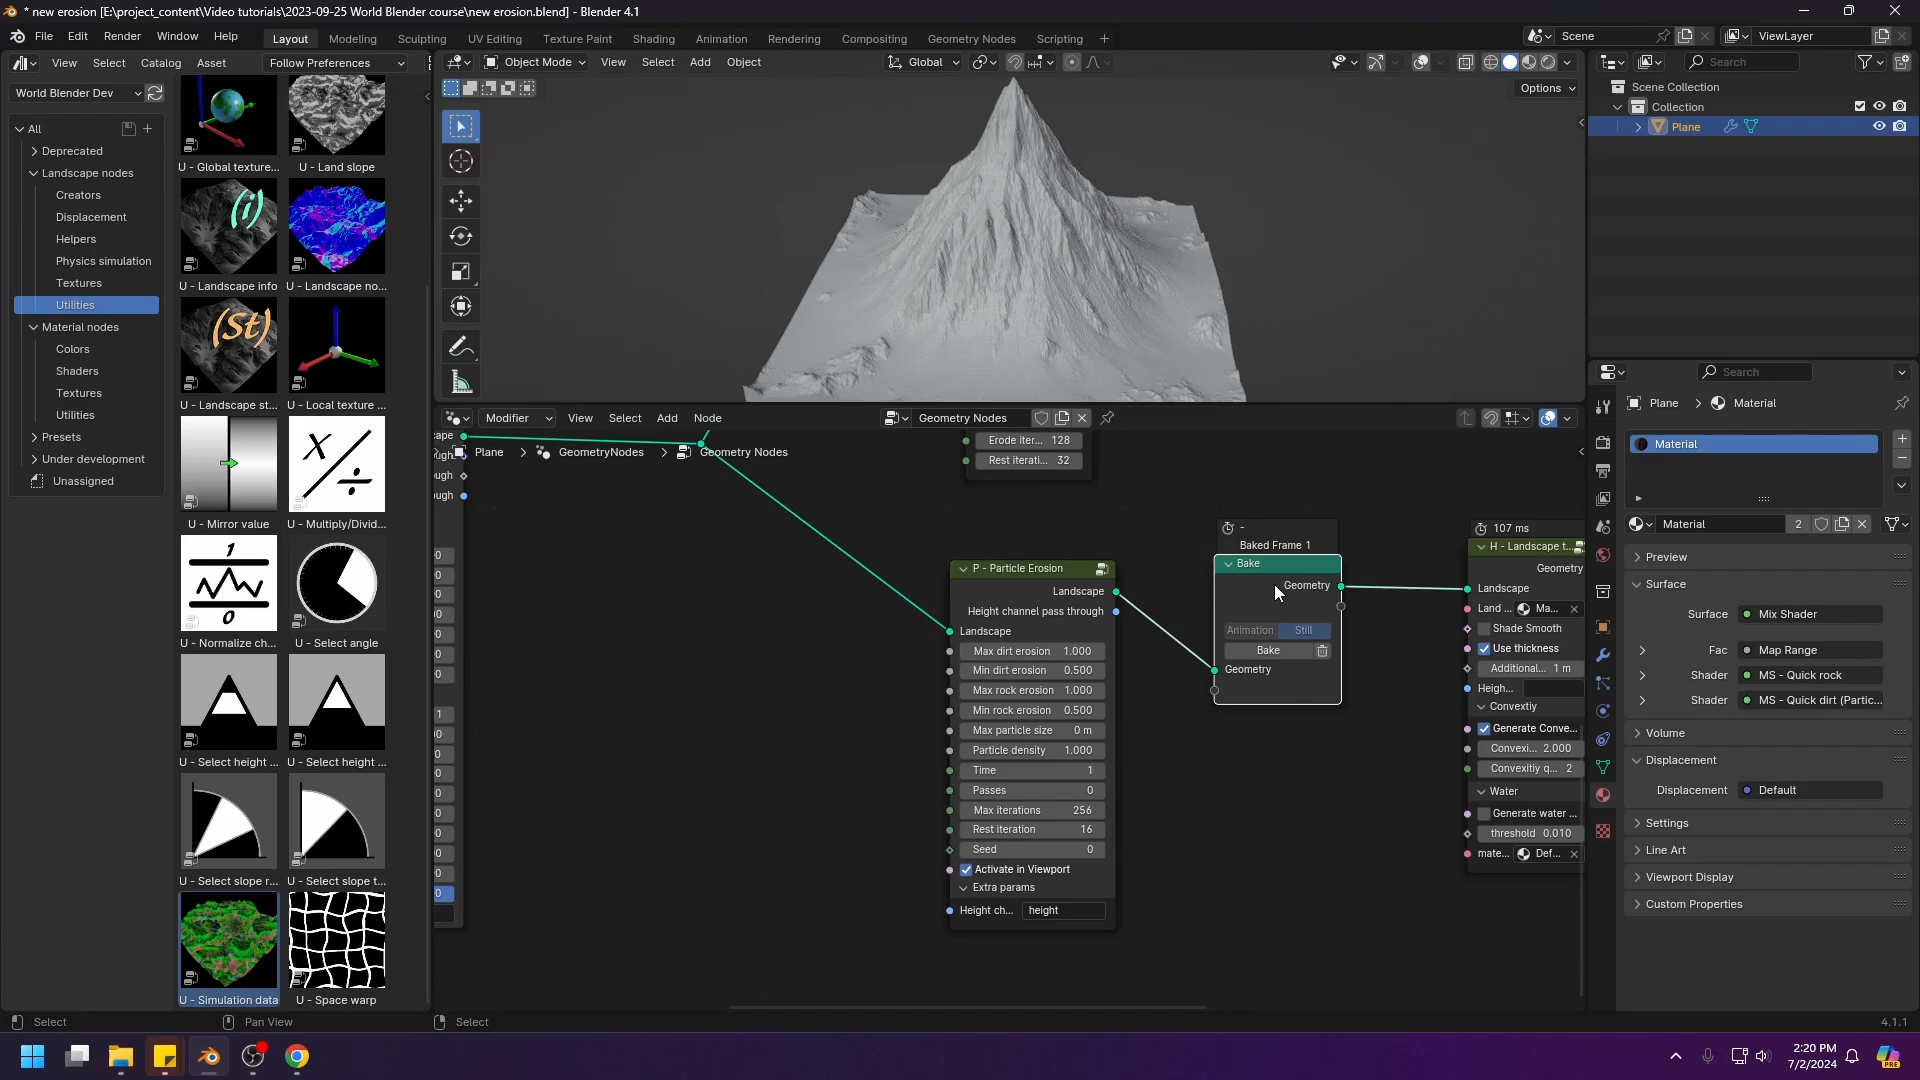 * new erosion [E:\project_content\Video tutorials\2023-09-25 World Blender course\new erosion.blend] - Blender 4.1
File Edit Render Window Help
Layout Modeling Sculpting UV Editing Texture Paint Shading Animation Rendering Compositing Geometry Nodes Scripting +
Scene
ViewLayer
View Select Catalog Asset Follow Preferences
World Blender Dev
All
Deprecated
Landscape nodes
Creators
Displacement
Helpers
Physics simulation
Textures
Utilities
Material nodes
Colors
Shaders
Textures
Utilities
Presets
Under development
Unassigned
U - Global texture... U - Land slope
U - Landscape info U - Landscape no...
U - Landscape st... U - Local texture ...
U - Mirror value U - Multiply/Divid...
U - Normalize ch... U - Select angle
U - Select height ... U - Select height ...
U - Select slope r... U - Select slope t...
U - Simulation data U - Space warp
Object Mode View Select Add Object Global
Options
Modifier View Select Add Node Geometry Nodes
Plane > GeometryNodes > Geometry Nodes
Erode iter... 128
Rest iterati... 32
P - Particle Erosion
Landscape
Height channel pass through
Landscape
Max dirt erosion 1.000
Min dirt erosion 0.500
Max rock erosion 1.000
Min rock erosion 0.500
Max particle size 0 m
Particle density 1.000
Time 1
Passes 0
Max iterations 256
Rest iteration 16
Seed 0
Activate in Viewport
Extra params
Height ch... height
-
Baked Frame 1
Bake
Geometry
Animation Still
Bake
Geometry
107 ms
H - Landscape t...
Geometry
Landscape
Land ... Ma...
Shade Smooth
Use thickness
Additional... 1 m
Heigh...
Convextiy
Generate Conve...
Convexi... 2.000
Convexitiy q... 2
Water
Generate water ...
threshold 0.010
mate... Def...
Search
Scene Collection
Collection
Plane
Search
Plane > Material
Material
Material 2
Preview
Surface
Surface Mix Shader
Fac Map Range
Shader MS - Quick rock
Shader MS - Quick dirt (Partic...
Volume
Displacement
Displacement Default
Settings
Line Art
Viewport Display
Custom Properties
Select Pan View Select
4.1.1
2:20 PM
7/2/2024